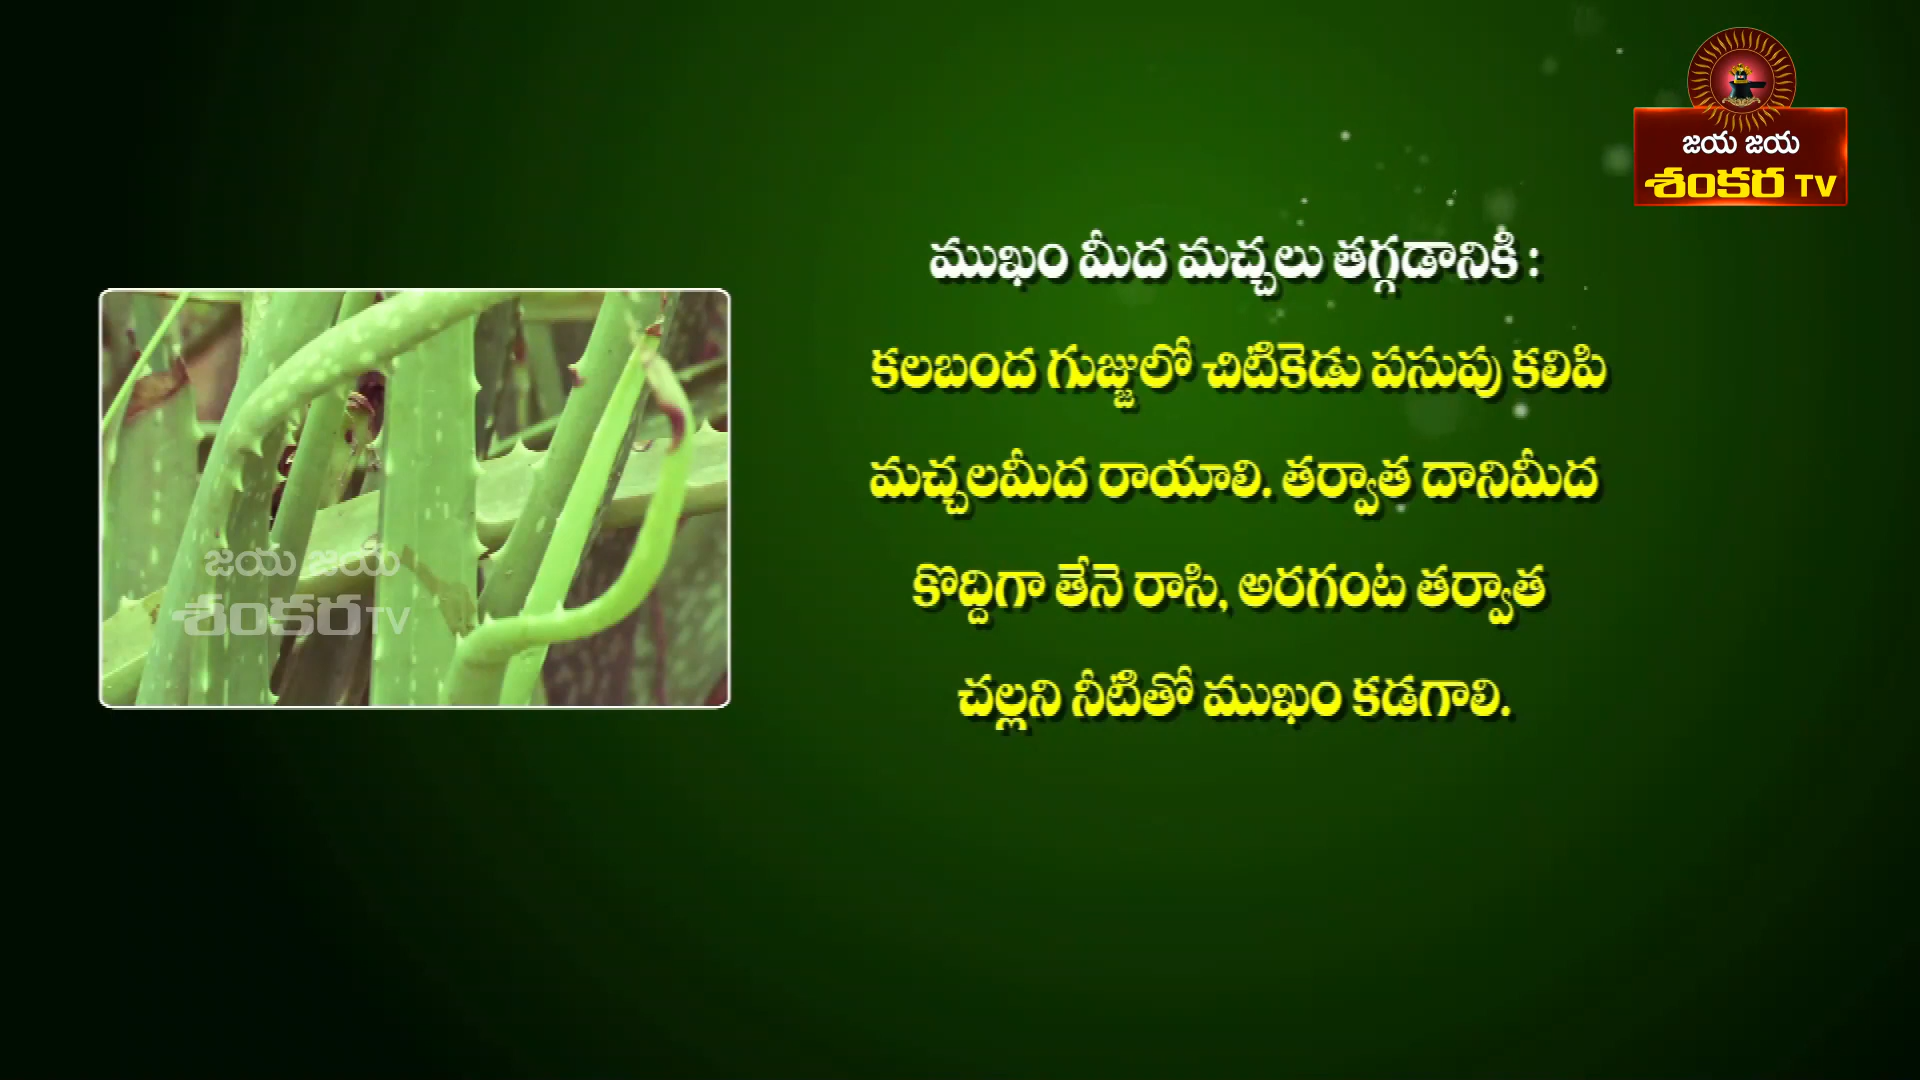 జయ జయ
శంకర TV
ముఖం మీద మచ్చలు తగ్గడానికి :
కలబంద గుజ్జులో చిటికెడు పసుపు కలిపి
మచ్చలమీద రాయాలి. తర్వాత దానిమీద
కొద్దిగా తేనె రాసి, అరగంట తర్వాత
చల్లని నీటితో ముఖం కడగాలి.
జయ జయ
శంకర TV